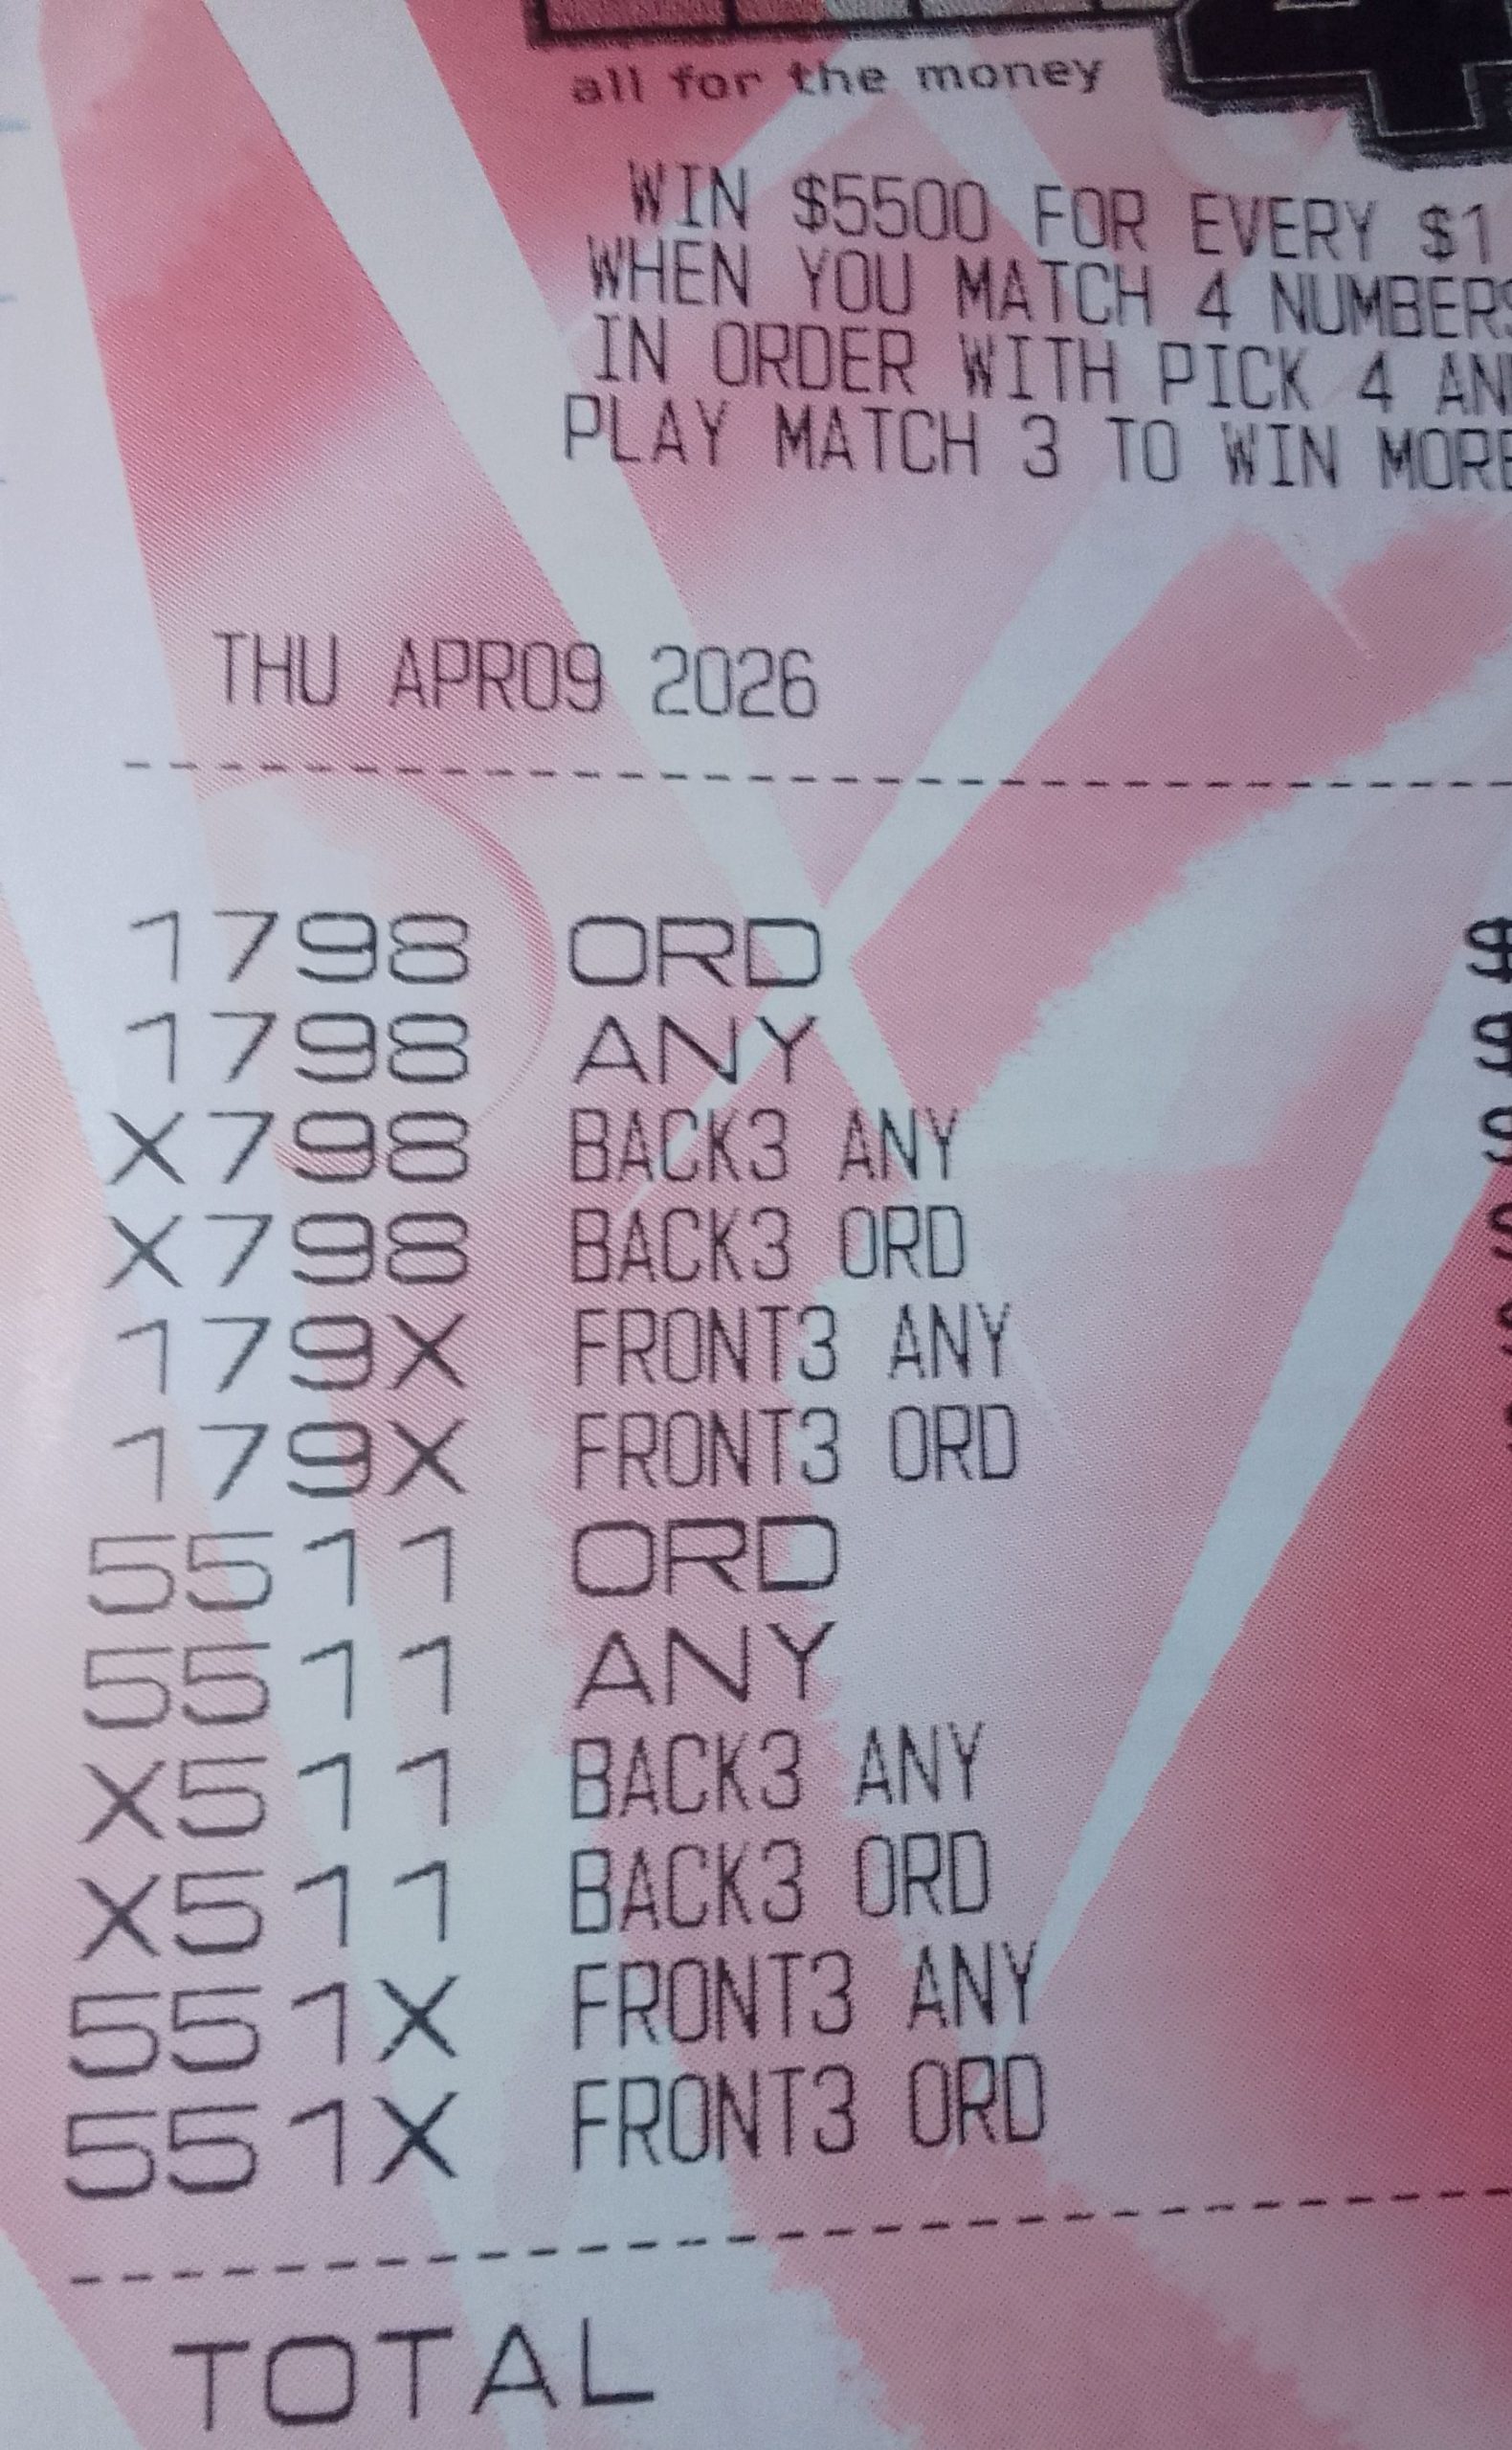 all for the money
4
WIN $5500 FOR EVERY $1
WHEN YOU MATCH 4 NUMBERS
IN ORDER WITH PICK 4 AN
PLAY MATCH 3 TO WIN MORE
THU APR09 2026
1798 ORD $
1798 ANY
X798 BACK3 ANY
X798 BACK3 ORD
179X FRONT3 ANY
179X FRONT3 ORD
5511 ORD
5511 ANY
X511 BACK3 ANY
X511 BACK3 ORD
551X FRONT3 ANY
551X FRONT3 ORD
TOTAL